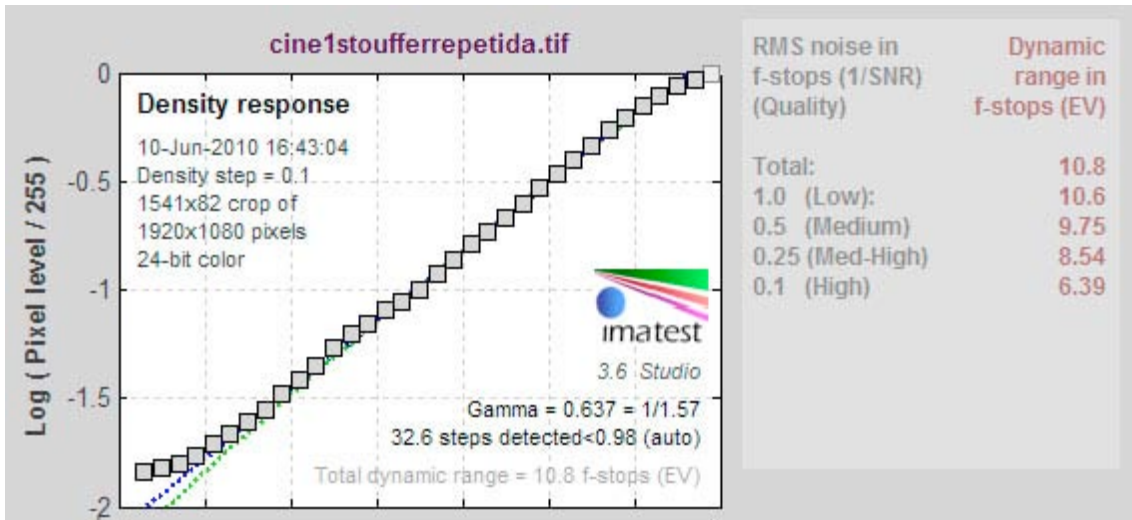 cine1stoufferrepetida.tif
Density response
10-Jun-2010 16:43:04
Density step = 0.1
1541x82 crop of
1920x1080 pixels
24-bit color
0
-0.5
-1
-1.5
-2
Log ( Pixel level / 255 )
imatest
3.6 Studio
Gamma = 0.637 = 1/1.57
32.6 steps detected<0.98 (auto)
Total dynamic range = 10.8 f-stops (EV)
RMS noise in Dynamic
f-stops (1/SNR) range in
(Quality) f-stops (EV)
Total: 10.8
1.0 (Low): 10.6
0.5 (Medium) 9.75
0.25 (Med-High) 8.54
0.1 (High) 6.39